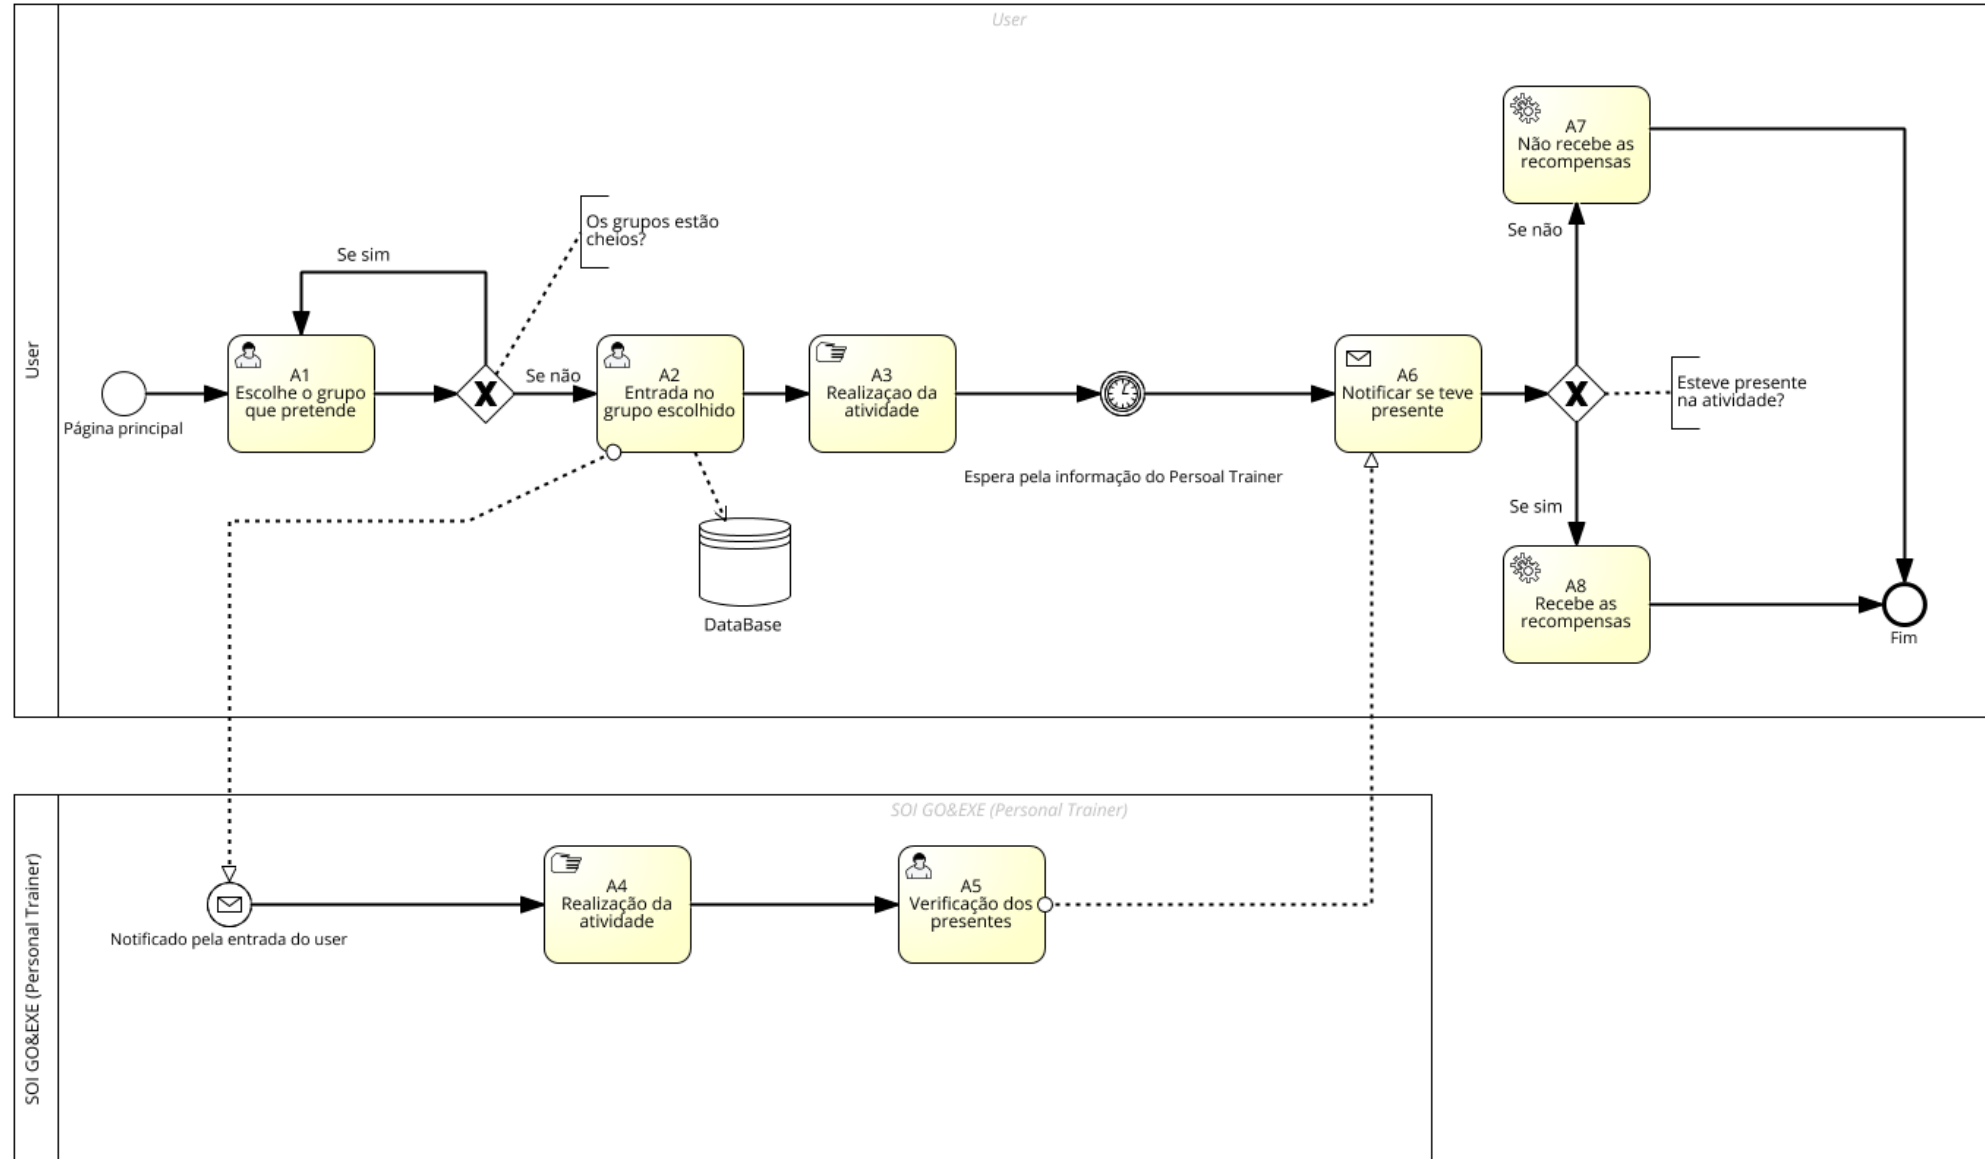 User
User
Os grupos estão
cheios?
Se sim
Página principal
A1
Escolhe o grupo
que pretende
X
Se não
A2
Entrada no
grupo escolhido
DataBase
A3
Realizaçao da
atividade
Espera pela informação do Persoal Trainer
A6
Notificar se teve
presente
X
Esteve presente
na atividade?
Se não
A7
Não recebe as
recompensas
Se sim
A8
Recebe as
recompensas
Fim
SOI GO&EXE (Personal Trainer)
SOI GO&EXE (Personal Trainer)
Notificado pela entrada do user
A4
Realização da
atividade
A5
Verificação dos
presentes